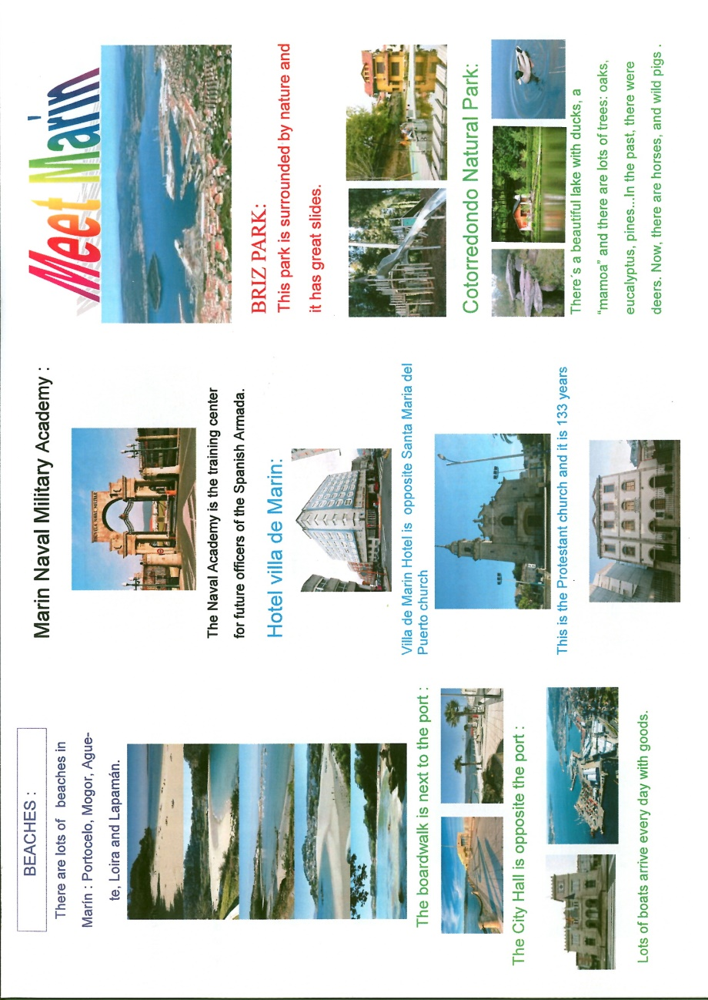 BEACHES :
There are lots of beaches in
Marín : Portocelo, Mogor, Ague-
te, Loira and Lapamán.
The boardwalk is next to the port :
The City Hall is opposite the port :
Lots of boats arrive every day with goods.
Marin Naval Military Academy :
ESCUELA NAVAL MILITAR
The Naval Academy is the training center
for future officers of the Spanish Armada.
Hotel villa de Marin:
Villa de Marin Hotel is opposite Santa Maria del
Puerto church
This is the Protestant church and it is 133 years
Meet Marín
BRIZ PARK:
This park is surrounded by nature and
it has great slides.
Cotorredondo Natural Park:
There´s a beautiful lake with ducks, a
“mamoa” and there are lots of trees: oaks,
eucalyptus, pines...In the past, there were
deers. Now, there are horses, and wild pigs .